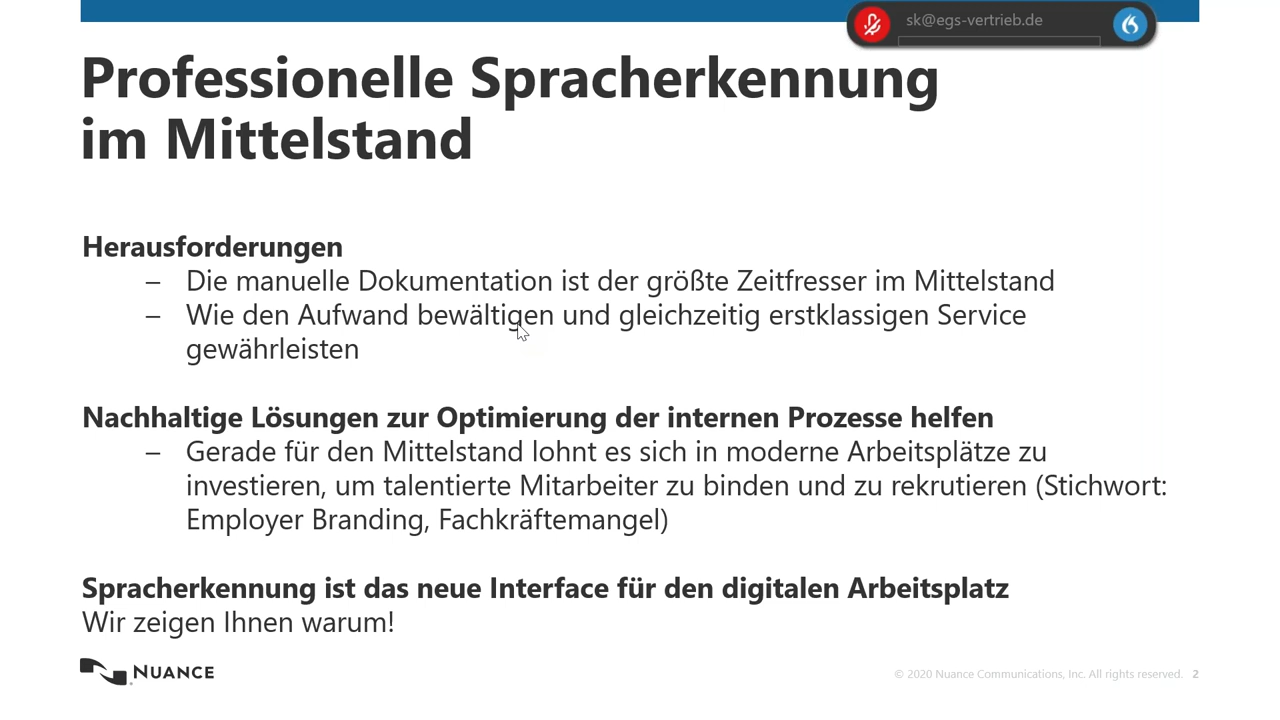 sk@egs-vertrieb.de
Professionelle Spracherkennung
im Mittelstand
Herausforderungen
– Die manuelle Dokumentation ist der größte Zeitfresser im Mittelstand
– Wie den Aufwand bewältigen und gleichzeitig erstklassigen Service
gewährleisten
Nachhaltige Lösungen zur Optimierung der internen Prozesse helfen
– Gerade für den Mittelstand lohnt es sich in moderne Arbeitsplätze zu
investieren, um talentierte Mitarbeiter zu binden und zu rekrutieren (Stichwort:
Employer Branding, Fachkräftemangel)
Spracherkennung ist das neue Interface für den digitalen Arbeitsplatz
Wir zeigen Ihnen warum!
NUANCE
© 2020 Nuance Communications, Inc. All rights reserved. 2